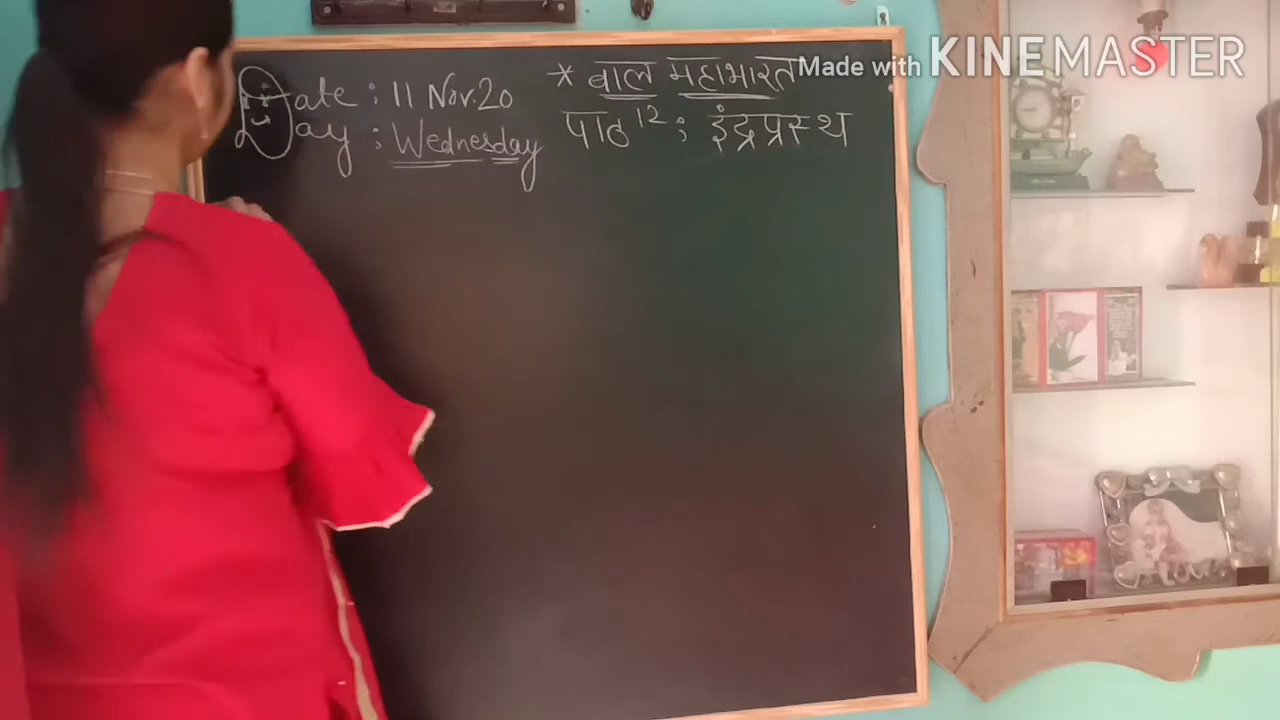 Date : 11 Nov. 20
Day : Wednesday
* बाल महाभारत
पाठ 12 : इंद्रप्रस्थ
Made with KINEMASTER